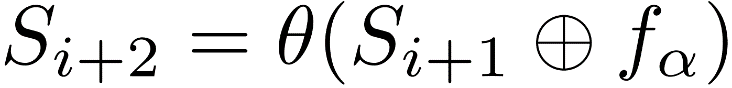 S_{i+2} = θ(S_{i+1} ⊕ f_α)